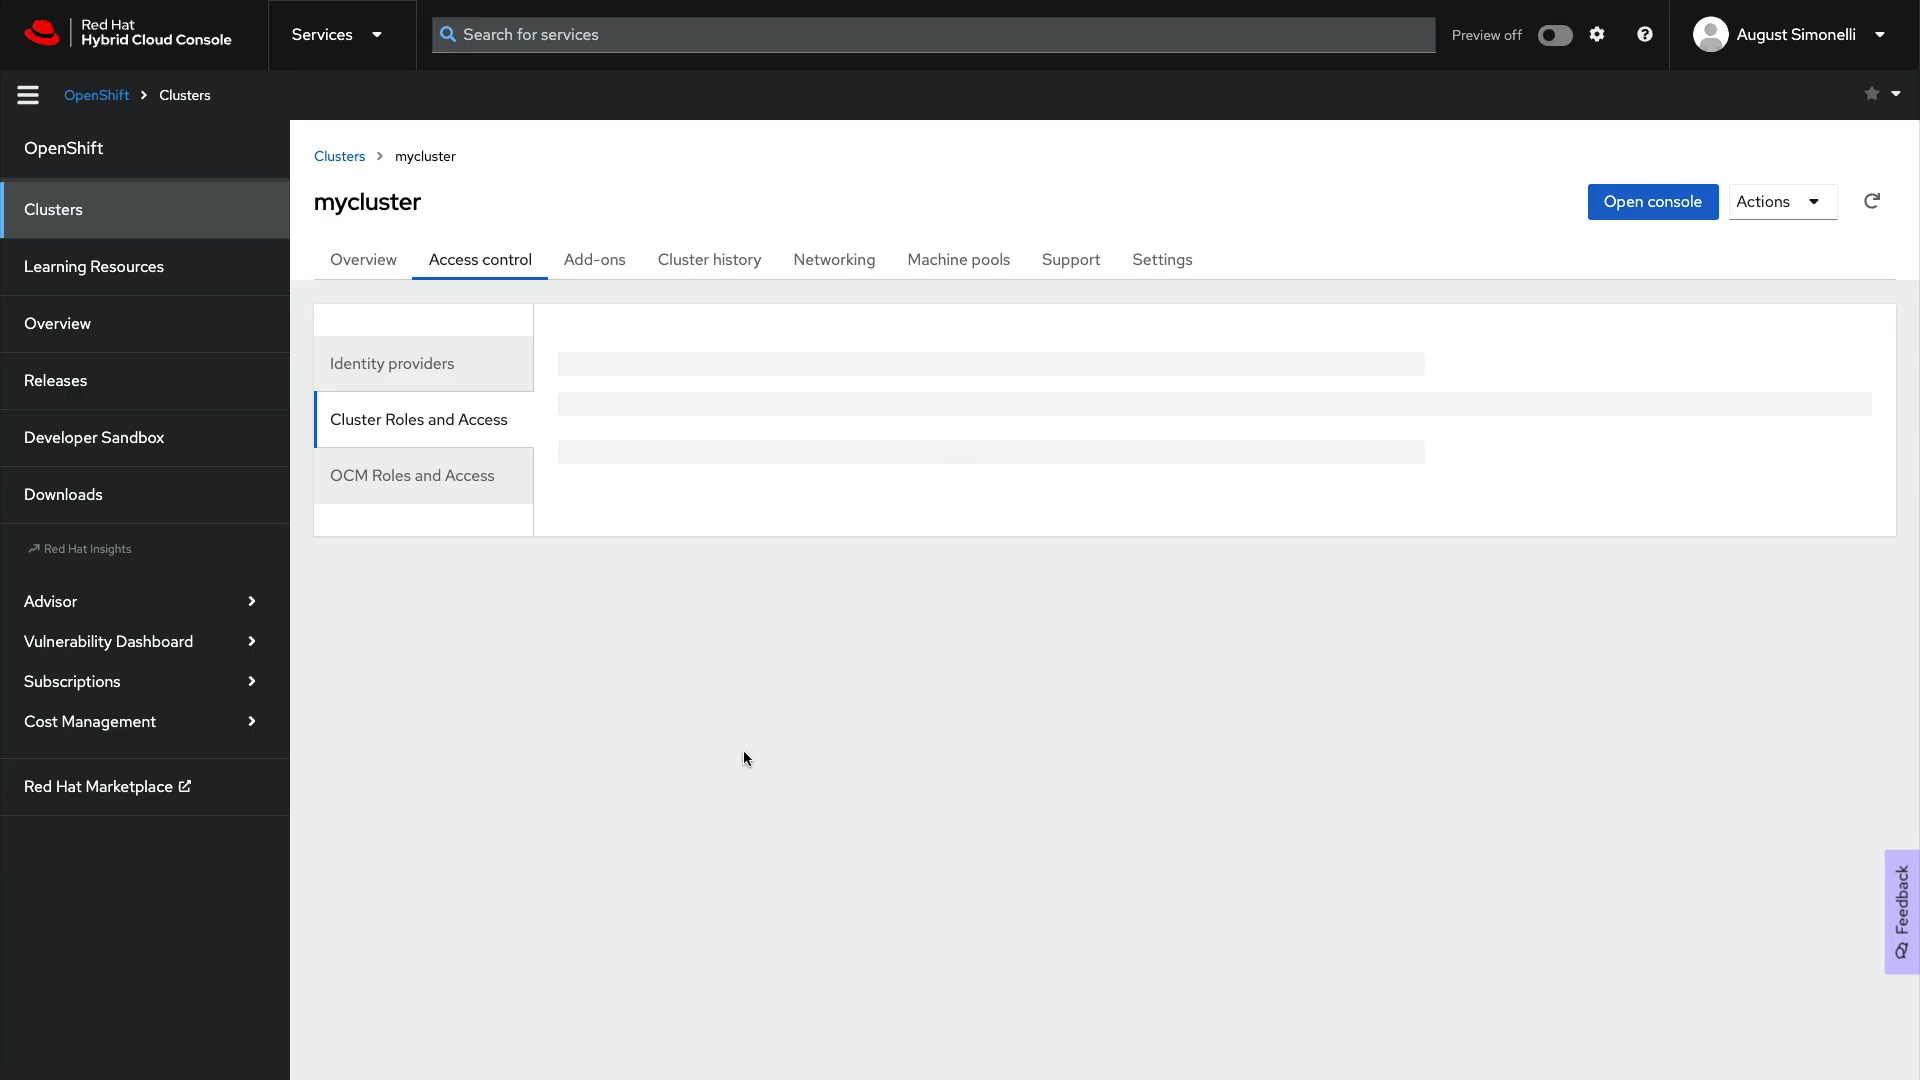 Red Hat
Hybrid Cloud Console
Services
Search for services
Preview off
August Simonelli
OpenShift
Clusters
OpenShift
Clusters
Learning Resources
Overview
Releases
Developer Sandbox
Downloads
Red Hat Insights
Advisor
Vulnerability Dashboard
Subscriptions
Cost Management
Red Hat Marketplace
Clusters
mycluster
mycluster
Open console
Actions
Overview
Access control
Add-ons
Cluster history
Networking
Machine pools
Support
Settings
Identity providers
Cluster Roles and Access
OCM Roles and Access
Feedback